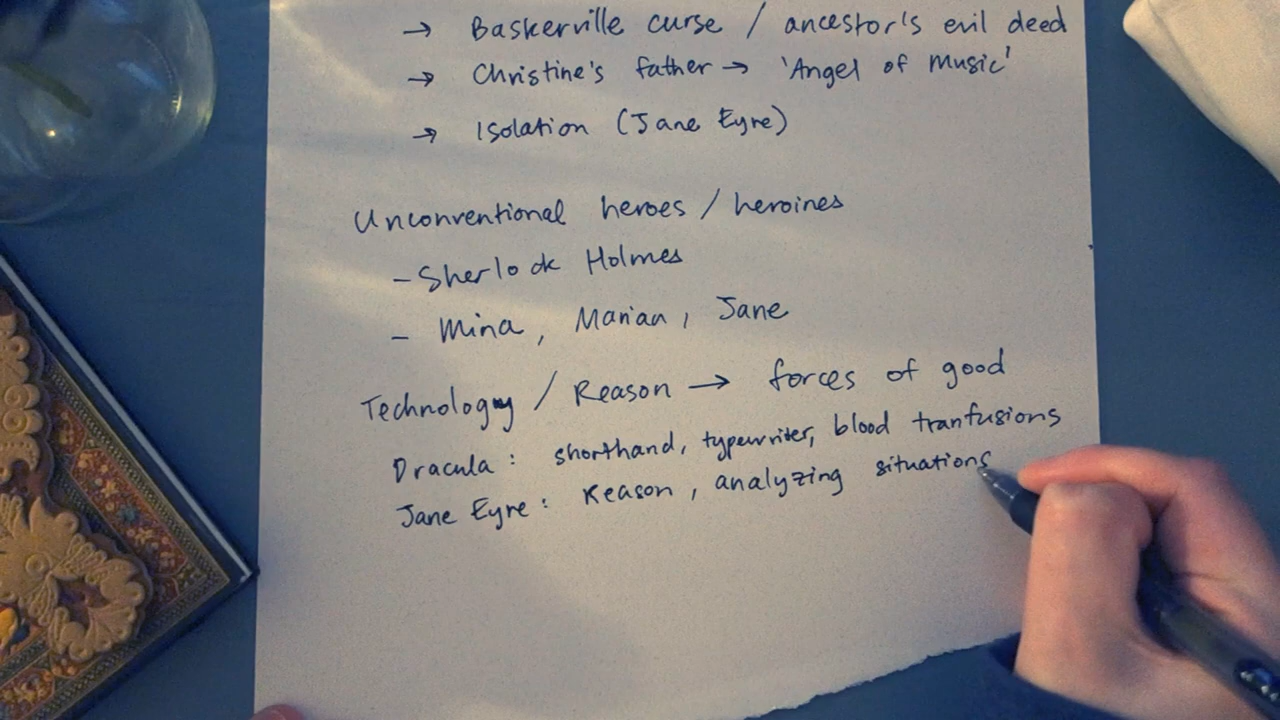 → Baskerville curse / ancestor's evil deed
→ Christine's father → 'Angel of Music'
→ Isolation (Jane Eyre)
Unconventional heroes / heroines
- Sherlock Holmes
- Mina, Marian, Jane
Technology / Reason → forces of good
Dracula: shorthand, typewriter, blood tranfusions
Jane Eyre: Reason, analyzing situations